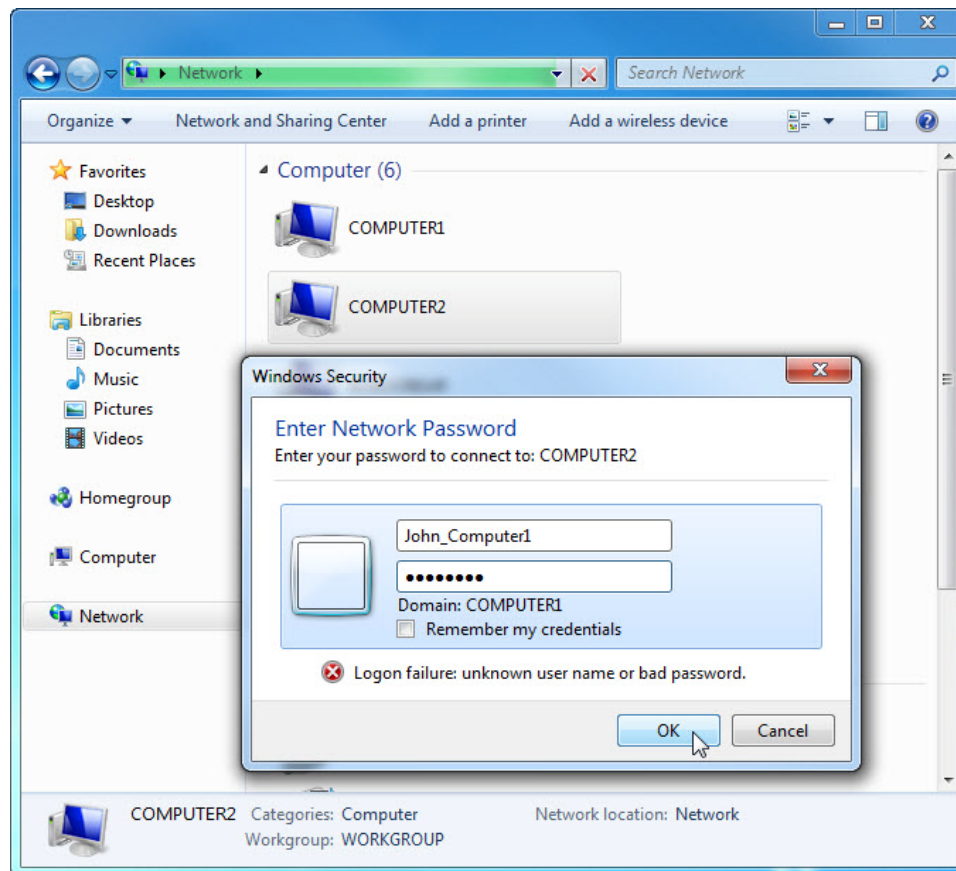 Network
Search Network
Organize
Network and Sharing Center
Add a printer
Add a wireless device
Favorites
Desktop
Downloads
Recent Places
Libraries
Documents
Music
Pictures
Videos
Homegroup
Computer
Network
Computer (6)
COMPUTER1
COMPUTER2
Windows Security
Enter Network Password
Enter your password to connect to: COMPUTER2
John_Computer1
••••••••
Domain: COMPUTER1
Remember my credentials
Logon failure: unknown user name or bad password.
OK
Cancel
COMPUTER2 Categories: Computer Network location: Network
Workgroup: WORKGROUP